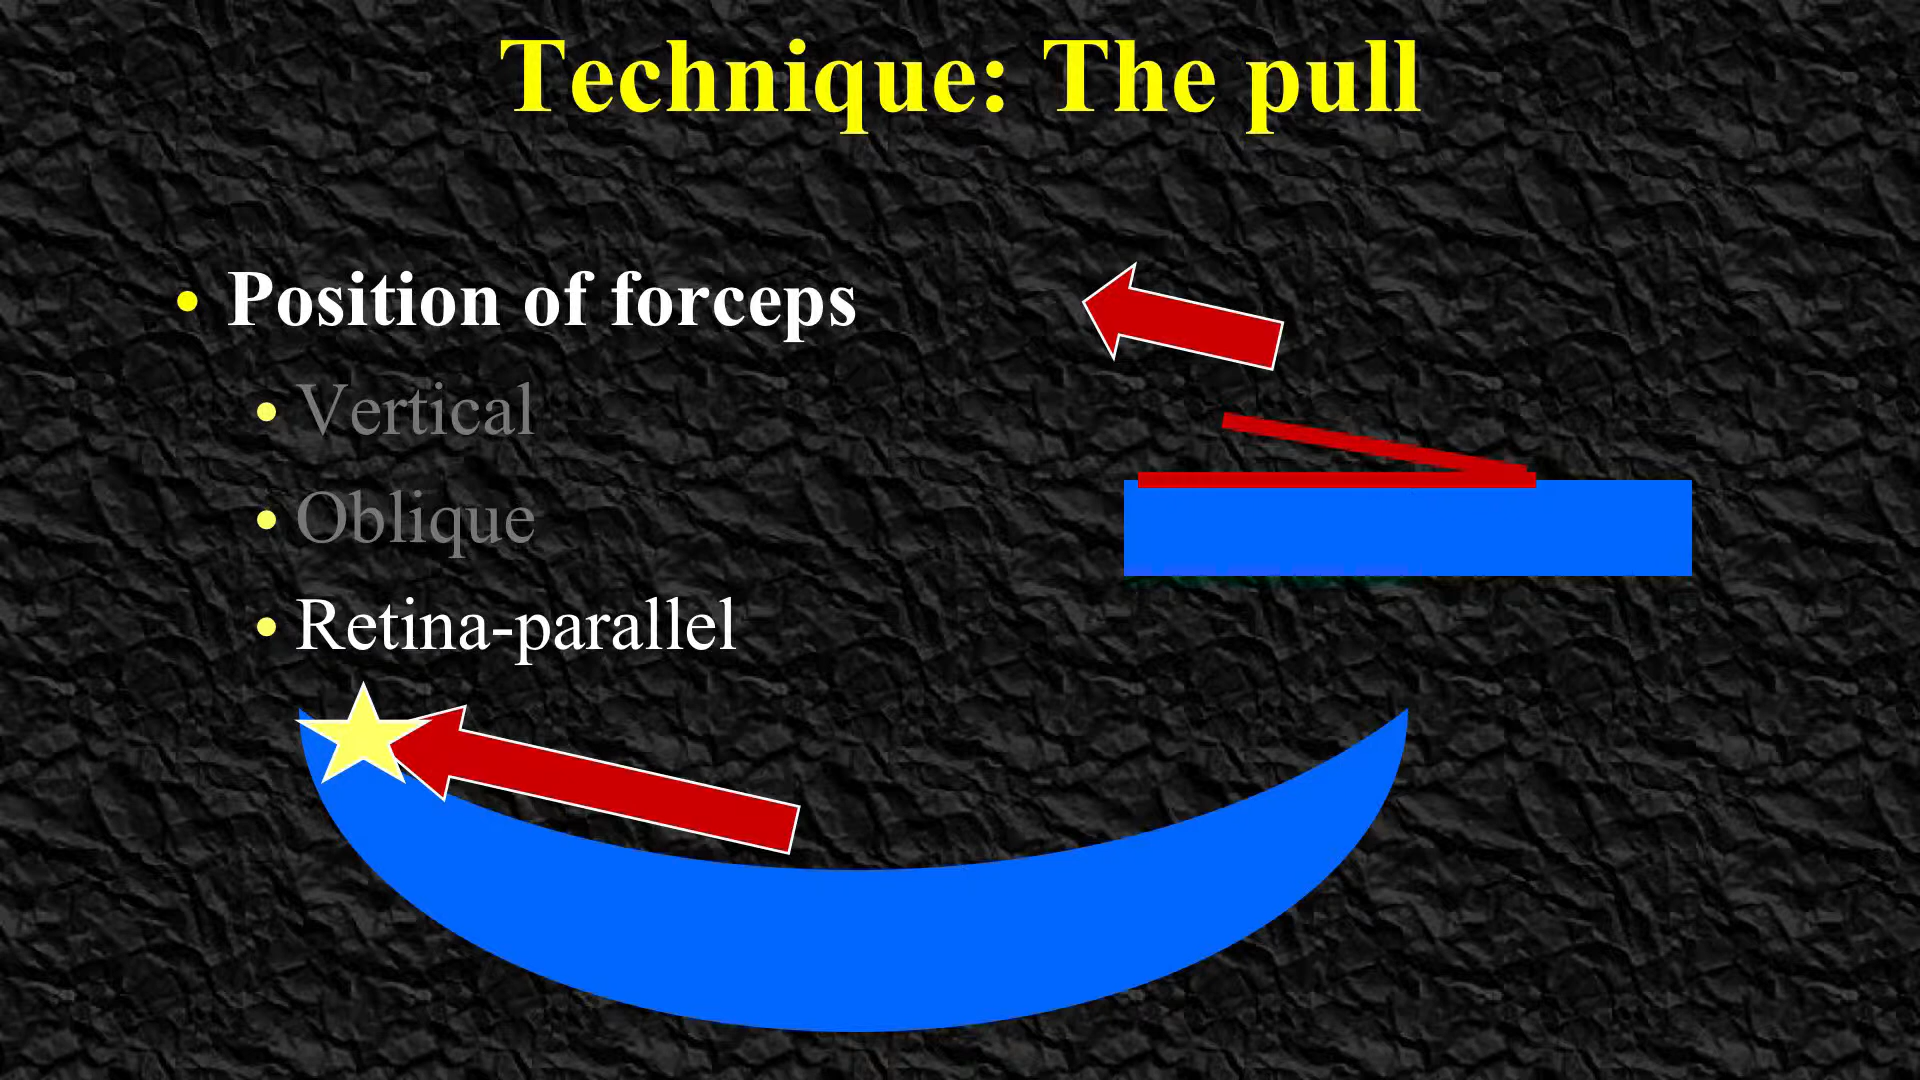 Technique: The pull
• Position of forceps
• Vertical
• Oblique
• Retina-parallel